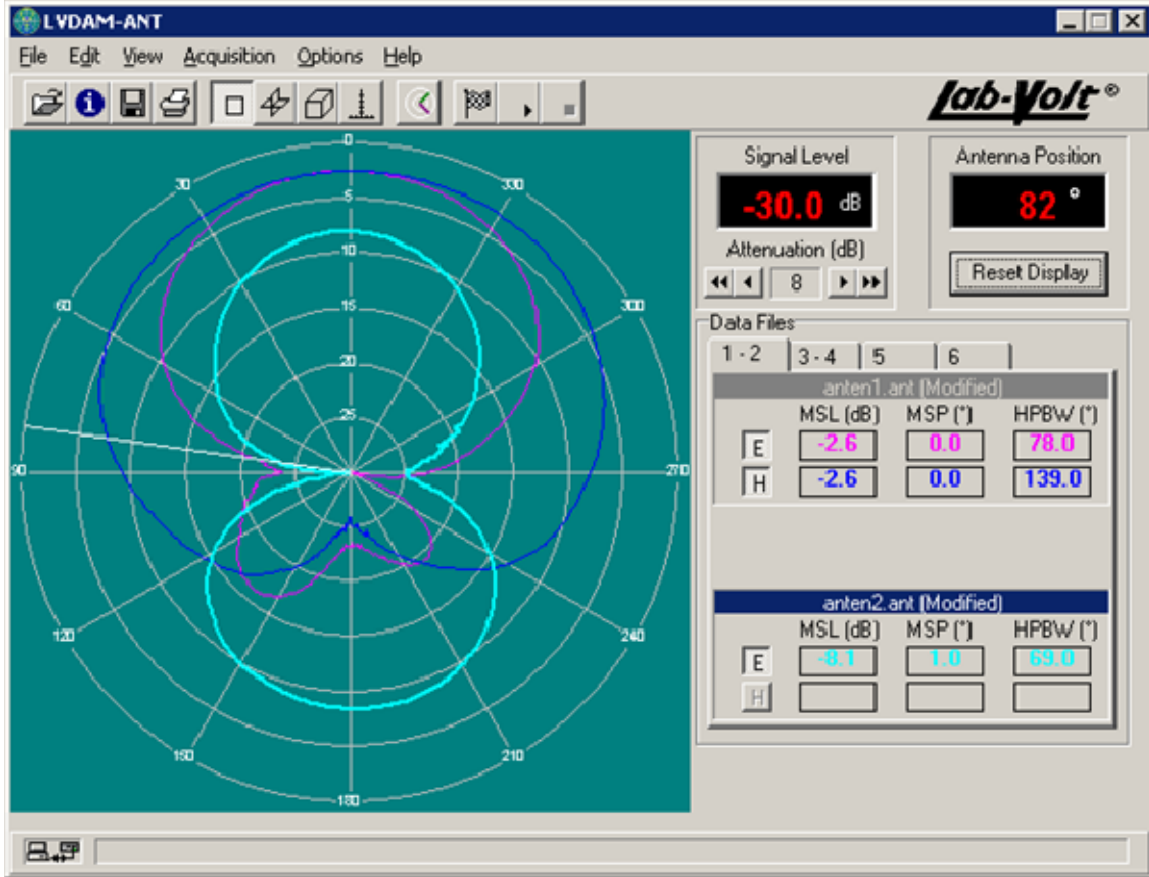 LVDAM-ANT
File Edit View Acquisition Options Help
Lab-Volt ®
Signal Level
-30.0 dB
Attenuation (dB)
8
Antenna Position
82 °
Reset Display
0
30
330
5
10
60
300
15
20
25
90
270
120
240
150
210
180
Data Files
1 - 2 3 - 4 5 6
anten1.ant (Modified)
MSL (dB) MSP (°) HPBW (°)
E -2.6 0.0 78.0
H -2.6 0.0 139.0
anten2.ant (Modified)
MSL (dB) MSP (°) HPBW (°)
E -8.1 1.0 69.0
H